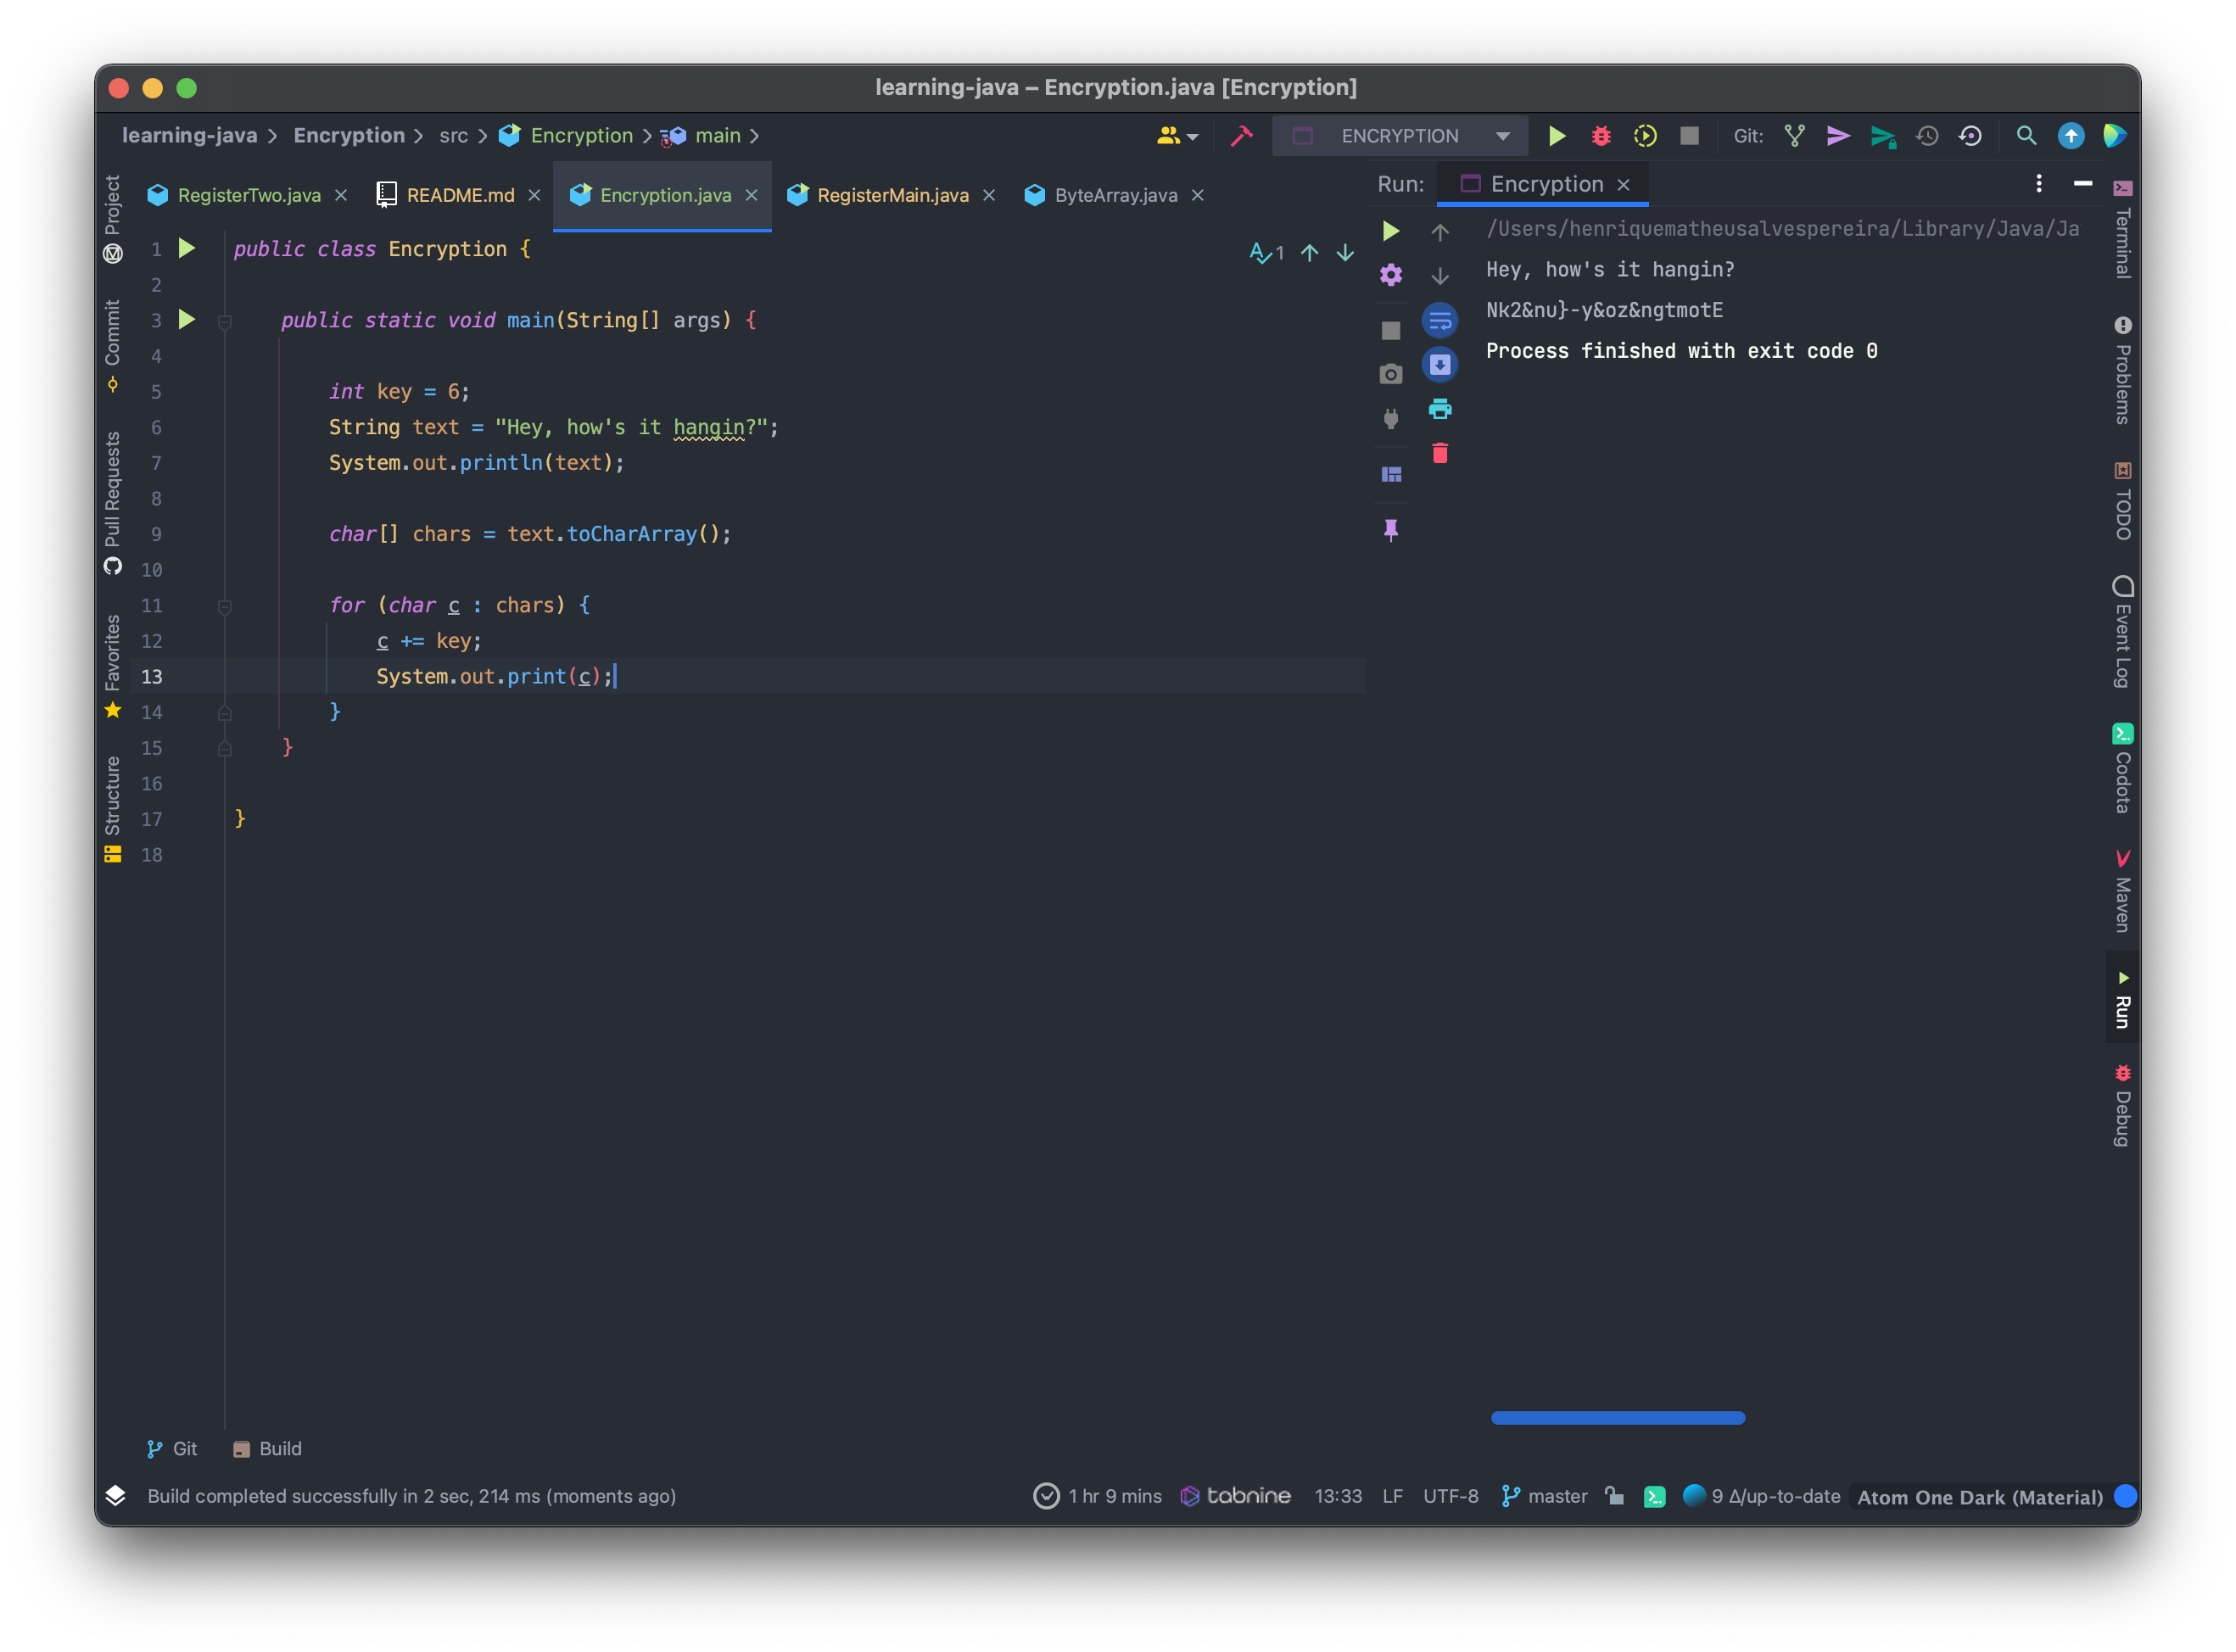 learning-java – Encryption.java [Encryption]
learning-java Encryption src Encryption main
ENCRYPTION
Git:
Project
Commit
Pull Requests
Favorites
Structure
RegisterTwo.java
README.md
Encryption.java
RegisterMain.java
ByteArray.java
1 public class Encryption {
2
3 public static void main(String[] args) {
4
5 int key = 6;
6 String text = "Hey, how's it hangin?";
7 System.out.println(text);
8
9 char[] chars = text.toCharArray();
10
11 for (char c : chars) {
12 c += key;
13 System.out.print(c);
14 }
15 }
16
17 }
18
1
Run: Encryption
/Users/henriquematheusalvespereira/Library/Java/Ja
Hey, how's it hangin?
Nk2&nu}-y&oz&ngtmotE
Process finished with exit code 0
Terminal
Problems
TODO
Event Log
Codota
Maven
Run
Debug
Git
Build
Build completed successfully in 2 sec, 214 ms (moments ago)
1 hr 9 mins
tabnine
13:33
LF
UTF-8
master
9 ∆/up-to-date
Atom One Dark (Material)